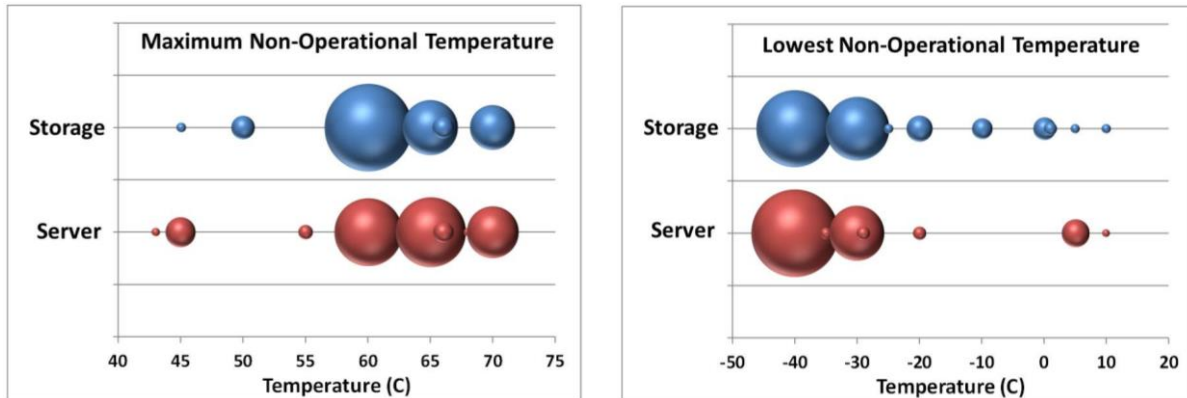 Maximum Non-Operational Temperature
Storage
Server
40 45 50 55 60 65 70 75
Temperature (C)
Lowest Non-Operational Temperature
Storage
Server
-50 -40 -30 -20 -10 0 10 20
Temperature (C)